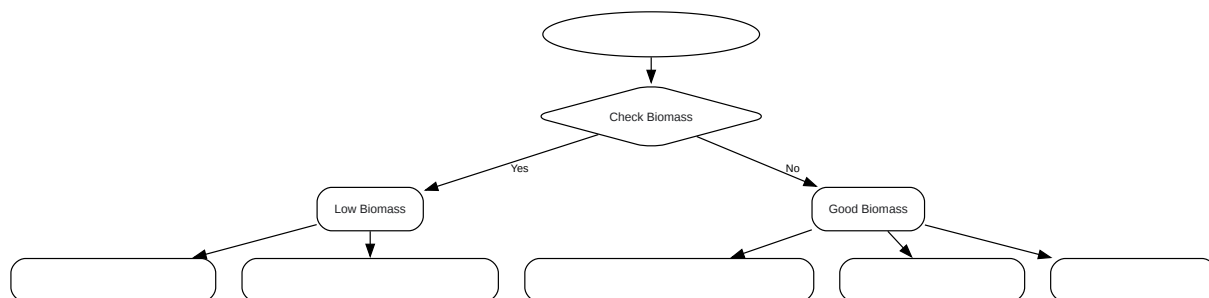 Check Biomass
Yes
No
Low Biomass
Good Biomass